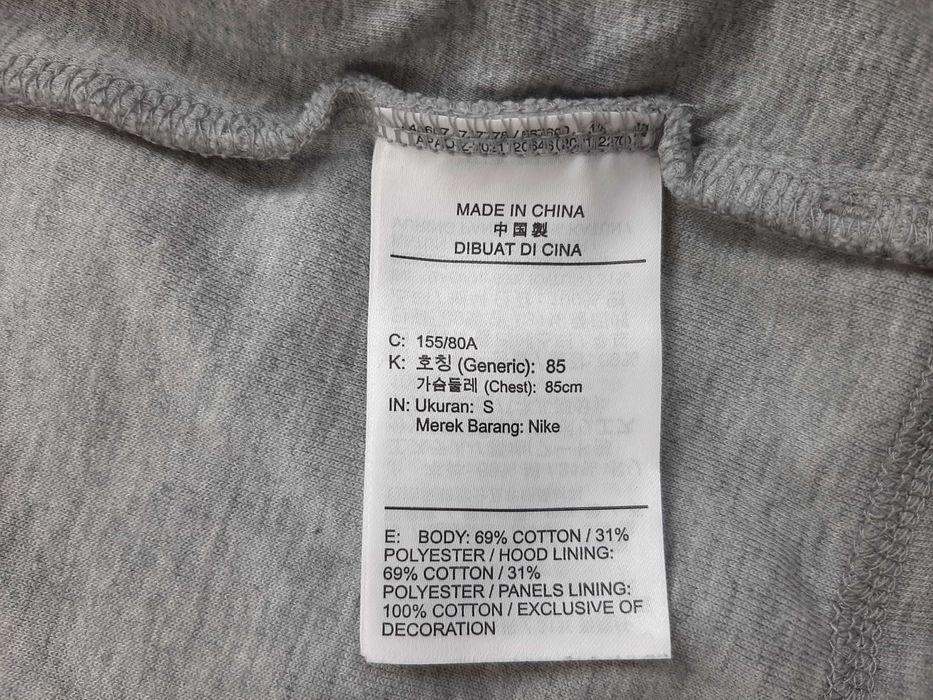 MADE IN CHINA
中国製
DIBUAT DI CINA
C: 155/80A
K: 호칭 (Generic): 85
가슴둘레 (Chest): 85cm
IN: Ukuran: S
Merek Barang: Nike
E: BODY: 69% COTTON / 31%
POLYESTER / HOOD LINING:
69% COTTON / 31%
POLYESTER / PANELS LINING:
100% COTTON / EXCLUSIVE OF
DECORATION